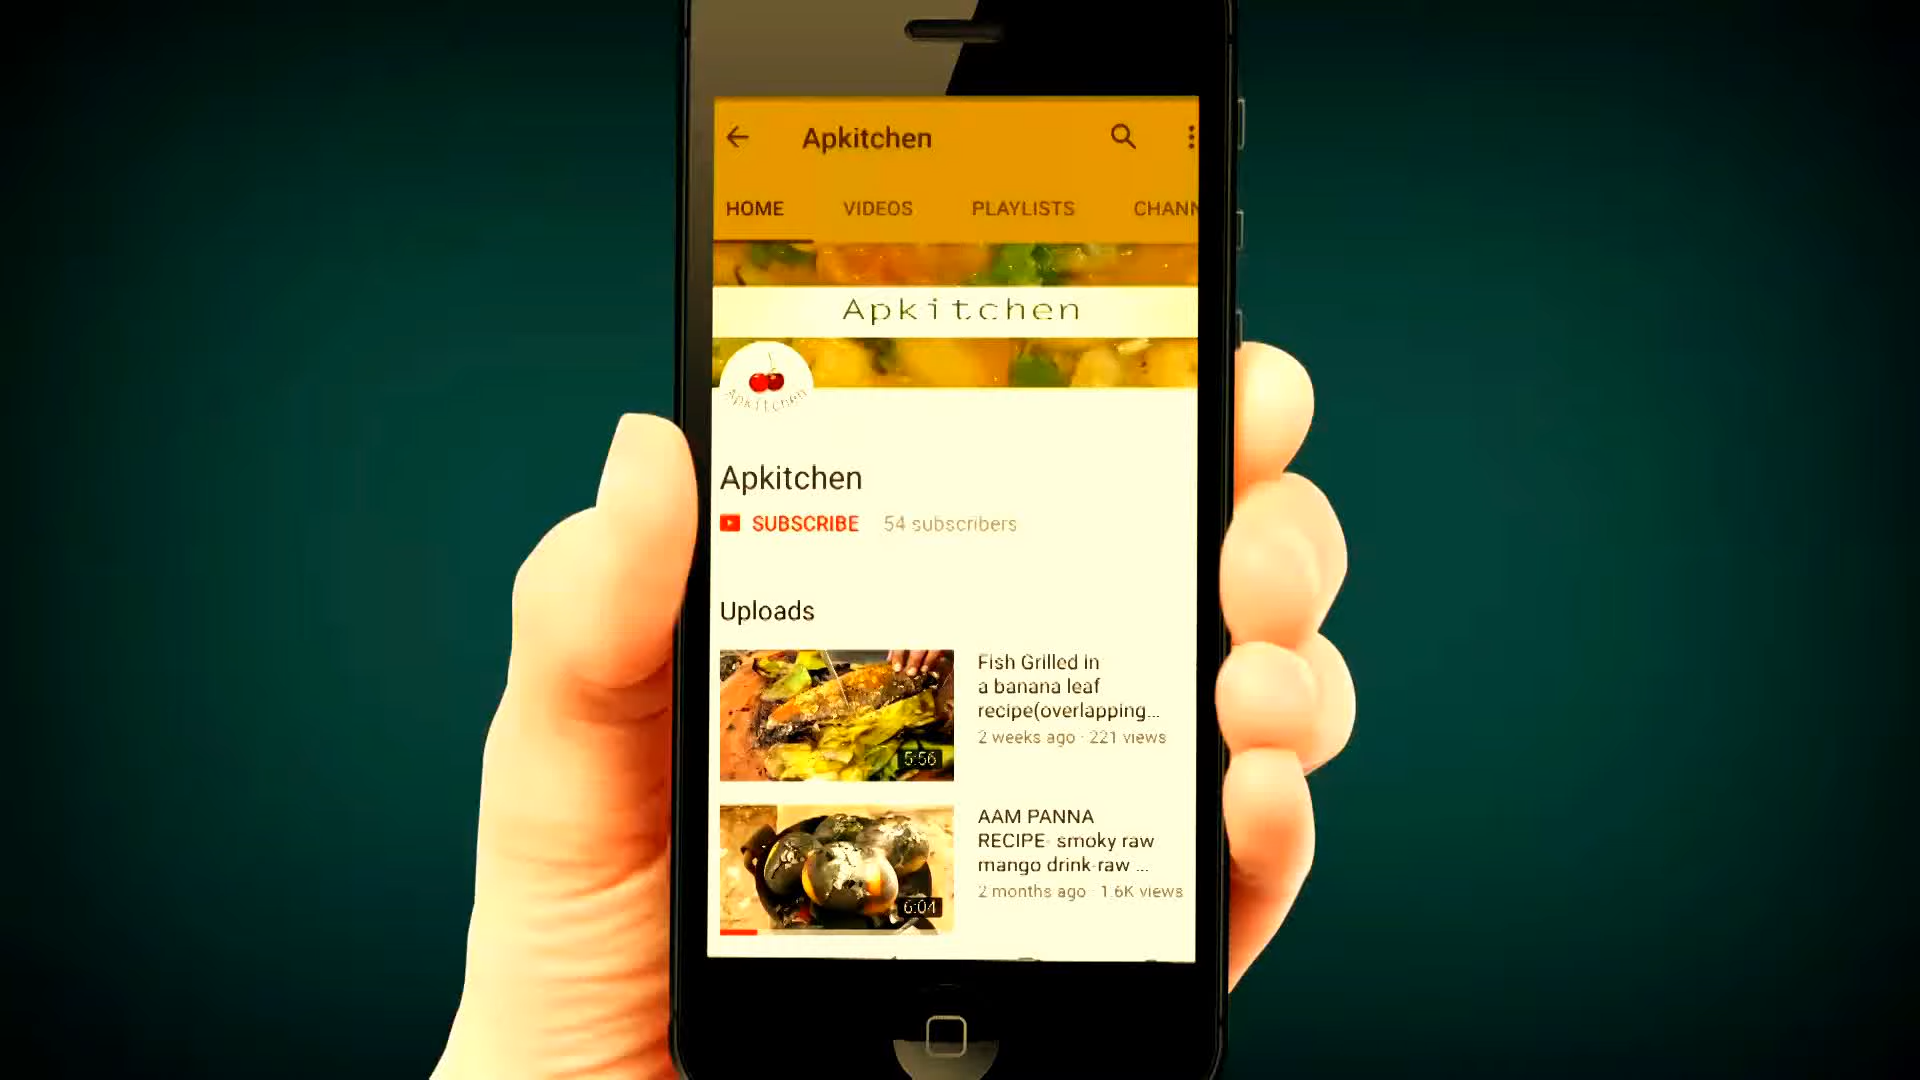 Apkitchen
HOME VIDEOS PLAYLISTS CHANN
Apkitchen
Apkitchen
Apkitchen
SUBSCRIBE 54 subscribers
Uploads
Fish Grilled in
a banana leaf
recipe(overlapping...
2 weeks ago · 221 views
5:56
AAM PANNA
RECIPE- smoky raw
mango drink-raw ...
2 months ago · 1.6K views
6:04